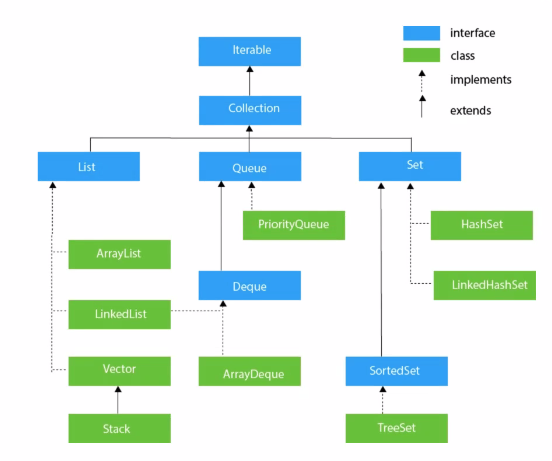 interface
class
implements
extends
Iterable
Collection
List
Queue
Set
PriorityQueue
HashSet
ArrayList
Deque
LinkedHashSet
LinkedList
Vector
ArrayDeque
SortedSet
Stack
TreeSet